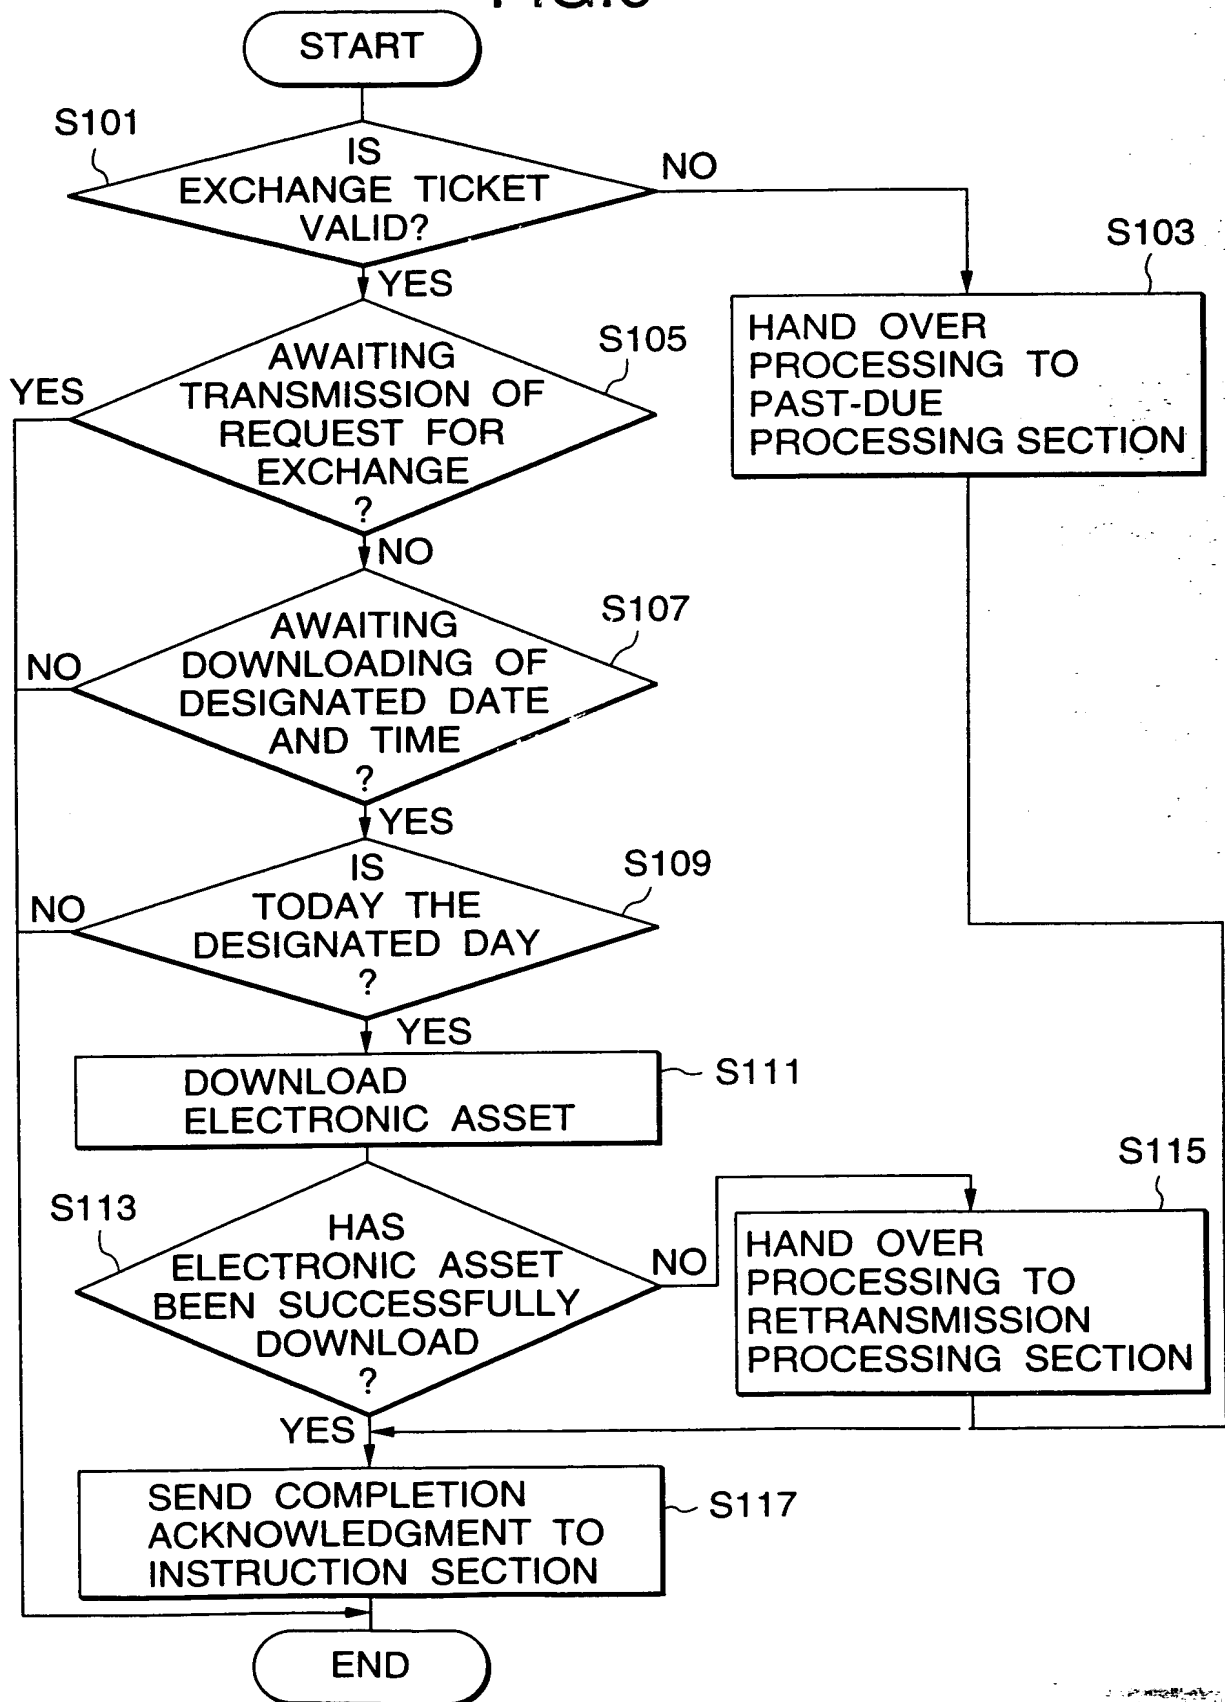 START
S101
IS
EXCHANGE TICKET
VALID?
NO
S103
YES
HAND OVER
PROCESSING TO
PAST-DUE
PROCESSING SECTION
S105
AWAITING
TRANSMISSION OF
REQUEST FOR
EXCHANGE
?
YES
NO
S107
AWAITING
DOWNLOADING OF
DESIGNATED DATE
AND TIME
?
NO
YES
S109
IS
TODAY THE
DESIGNATED DAY
?
NO
YES
DOWNLOAD
ELECTRONIC ASSET
S111
S113
HAS
ELECTRONIC ASSET
BEEN SUCCESSFULLY
DOWNLOAD
?
NO
S115
HAND OVER
PROCESSING TO
RETRANSMISSION
PROCESSING SECTION
YES
SEND COMPLETION
ACKNOWLEDGMENT TO
INSTRUCTION SECTION
S117
END